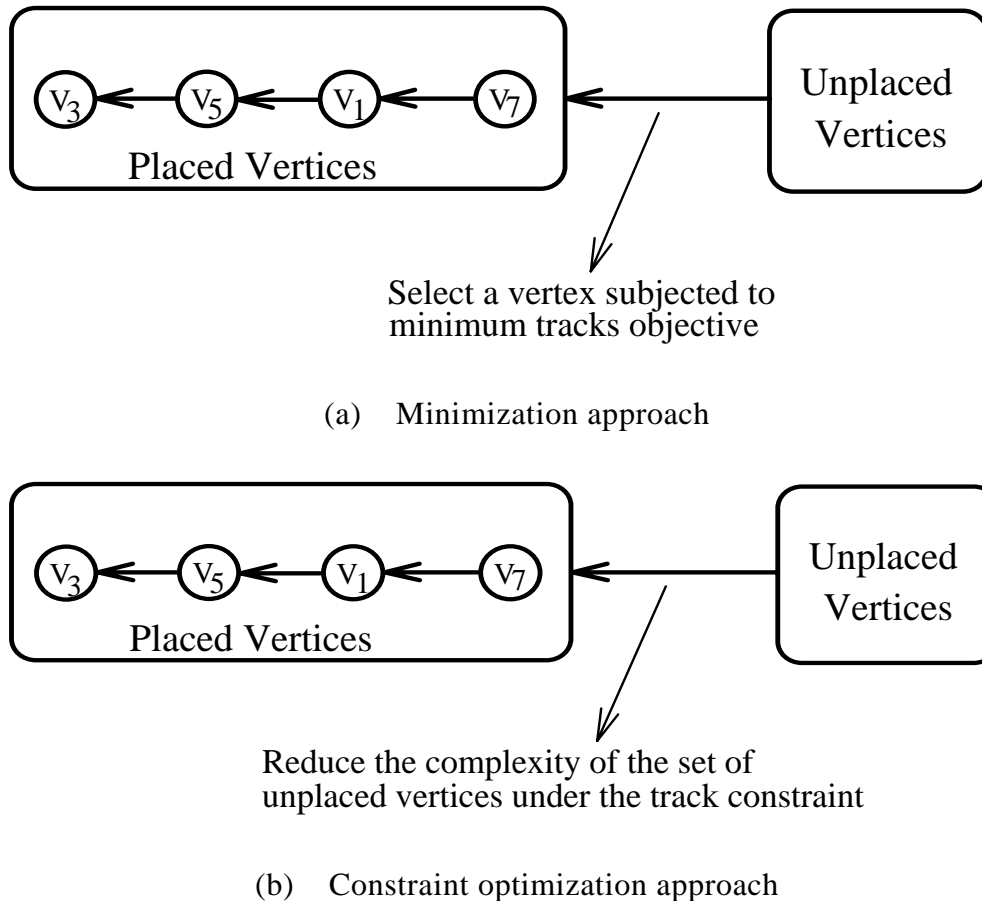 V3 V5 V1 V7
Placed Vertices
Unplaced
Vertices
Select a vertex subjected to
minimum tracks objective
(a) Minimization approach
V3 V5 V1 V7
Placed Vertices
Unplaced
Vertices
Reduce the complexity of the set of
unplaced vertices under the track constraint
(b) Constraint optimization approach